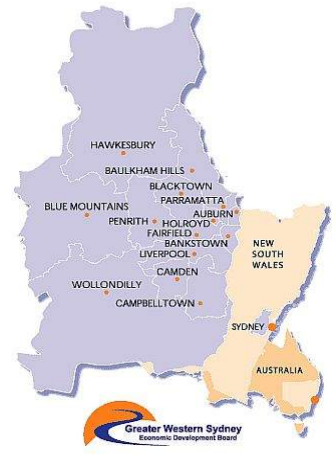 HAWKESBURY
BAULKHAM HILLS
BLACKTOWN
PARRAMATTA
BLUE MOUNTAINS
AUBURN
PENRITH
HOLROYD
FAIRFIELD
BANKSTOWN
LIVERPOOL
NEW
SOUTH
WALES
CAMDEN
WOLLONDILLY
CAMPBELLTOWN
SYDNEY
AUSTRALIA
Greater Western Sydney
Economic Development Board